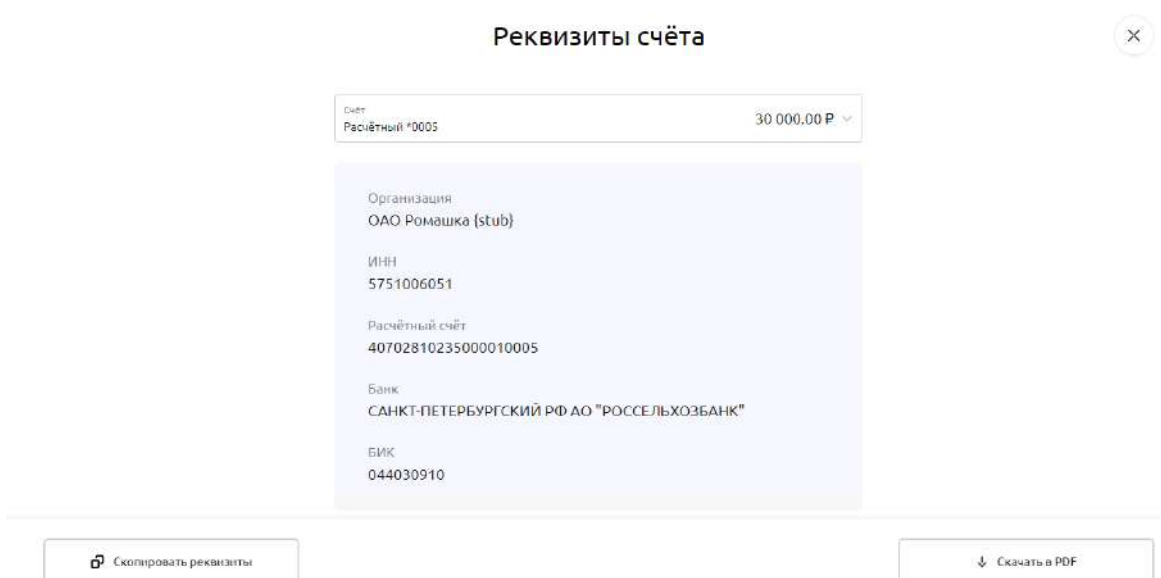 Реквизиты счёта
Счёт
Расчётный *0005
30 000.00 ₽
Организация
ОАО Ромашка {stub}
ИНН
5751006051
Расчётный счёт
40702810235000010005
Банк
САНКТ-ПЕТЕРБУРГСКИЙ РФ АО "РОССЕЛЬХОЗБАНК"
БИК
044030910
Скопировать реквизиты
Скачать в PDF